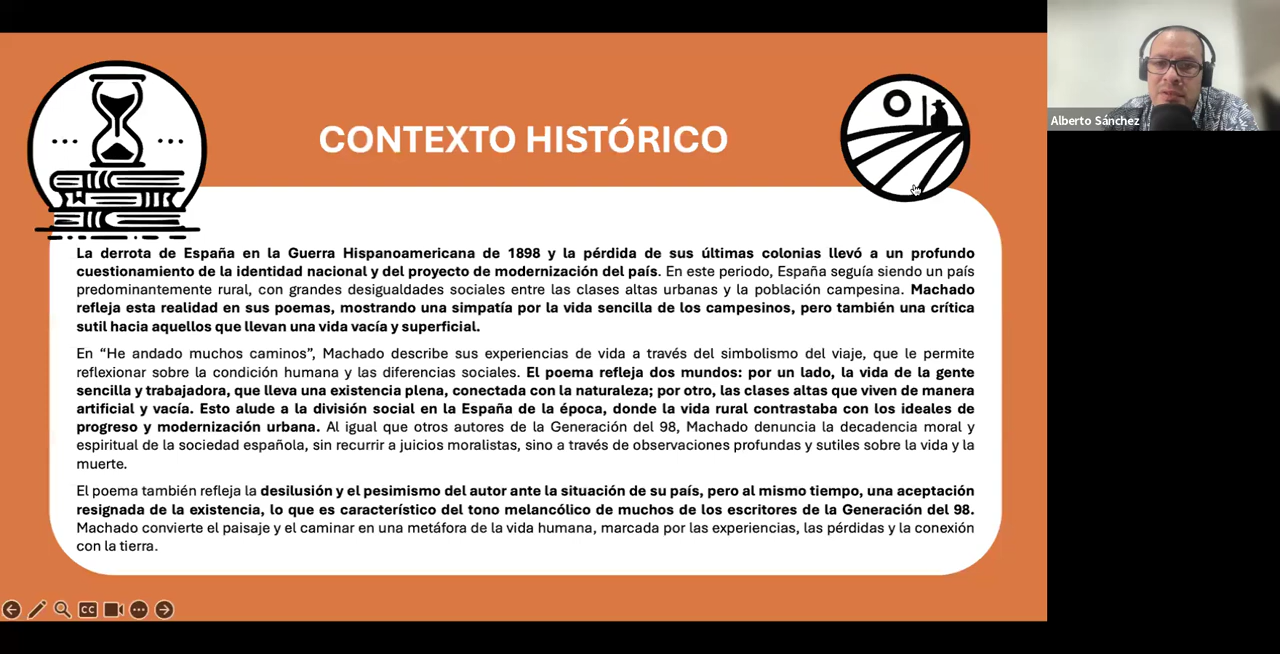 CONTEXTO HISTÓRICO
Alberto Sánchez
La derrota de España en la Guerra Hispanoamericana de 1898 y la pérdida de sus últimas colonias llevó a un profundo
cuestionamiento de la identidad nacional y del proyecto de modernización del país. En este periodo, España seguía siendo un país
predominantemente rural, con grandes desigualdades sociales entre las clases altas urbanas y la población campesina. Machado
refleja esta realidad en sus poemas, mostrando una simpatía por la vida sencilla de los campesinos, pero también una crítica
sutil hacia aquellos que llevan una vida vacía y superficial.
En “He andado muchos caminos”, Machado describe sus experiencias de vida a través del simbolismo del viaje, que le permite
reflexionar sobre la condición humana y las diferencias sociales. El poema refleja dos mundos: por un lado, la vida de la gente
sencilla y trabajadora, que lleva una existencia plena, conectada con la naturaleza; por otro, las clases altas que viven de manera
artificial y vacía. Esto alude a la división social en la España de la época, donde la vida rural contrastaba con los ideales de
progreso y modernización urbana. Al igual que otros autores de la Generación del 98, Machado denuncia la decadencia moral y
espiritual de la sociedad española, sin recurrir a juicios moralistas, sino a través de observaciones profundas y sutiles sobre la vida y la
muerte.
El poema también refleja la desilusión y el pesimismo del autor ante la situación de su país, pero al mismo tiempo, una aceptación
resignada de la existencia, lo que es característico del tono melancólico de muchos de los escritores de la Generación del 98.
Machado convierte el paisaje y el caminar en una metáfora de la vida humana, marcada por las experiencias, las pérdidas y la conexión
con la tierra.
CC